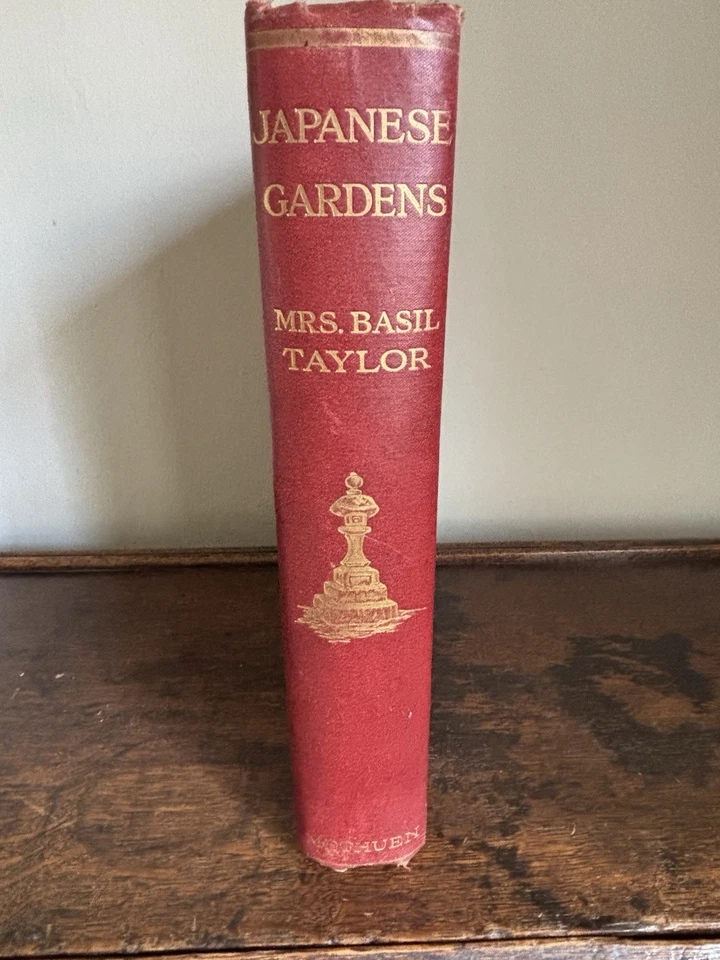 JAPANESE
GARDENS
MRS. BASIL
TAYLOR
METHUEN